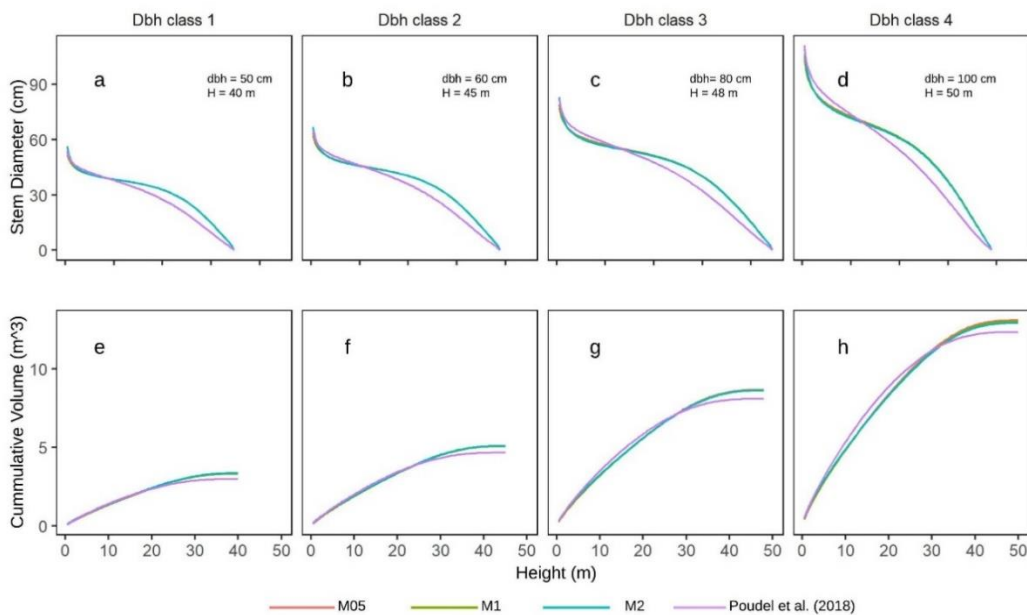 Dbh class 1 Dbh class 2 Dbh class 3 Dbh class 4
Stem Diameter (cm)
90
60
30
0
a
dbh = 50 cm
H = 40 m
b
dbh = 60 cm
H = 45 m
c
dbh= 80 cm
H = 48 m
d
dbh = 100 cm
H = 50 m
Cummulative Volume (m^3)
10
5
0
e f g h
0 10 20 30 40 50 0 10 20 30 40 50 0 10 20 30 40 50 0 10 20 30 40 50
Height (m)
M05 M1 M2 Poudel et al. (2018)